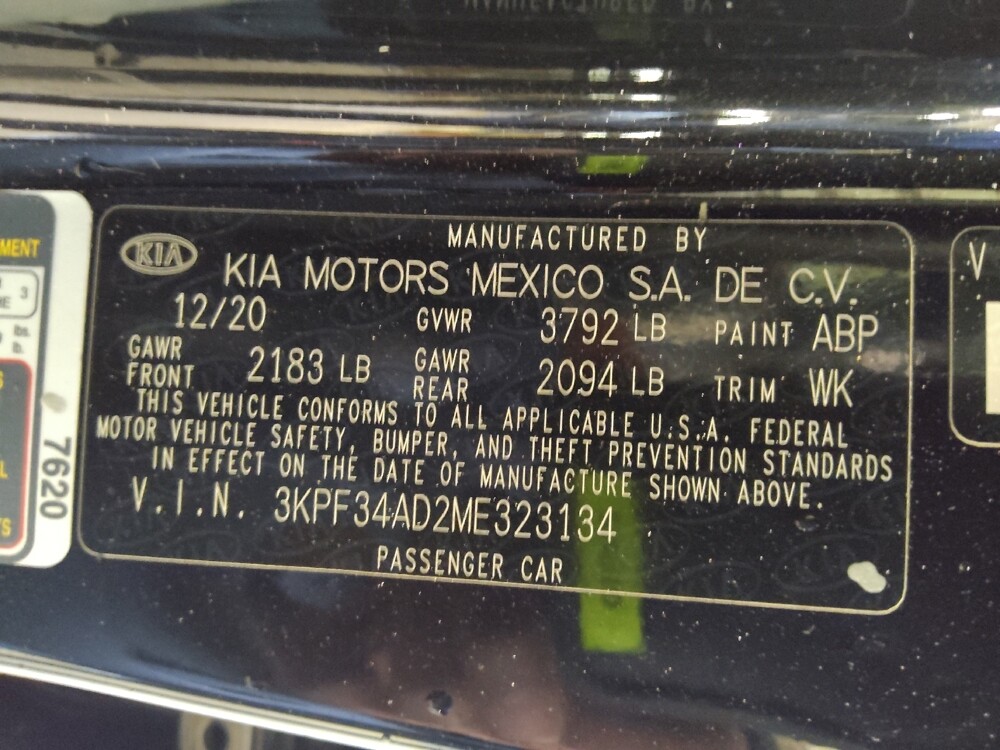 KIA
MANUFACTURED BY
KIA MOTORS MEXICO S.A. DE C.V.
12/20 GVWR 3792 LB PAINT ABP
GAWR FRONT 2183 LB GAWR REAR 2094 LB TRIM WK
THIS VEHICLE CONFORMS TO ALL APPLICABLE U.S.A. FEDERAL
MOTOR VEHICLE SAFETY, BUMPER, AND THEFT PREVENTION STANDARDS
IN EFFECT ON THE DATE OF MANUFACTURE SHOWN ABOVE.
V.I.N. 3KPF34AD2ME323134
PASSENGER CAR
7620
3
lbs.
V